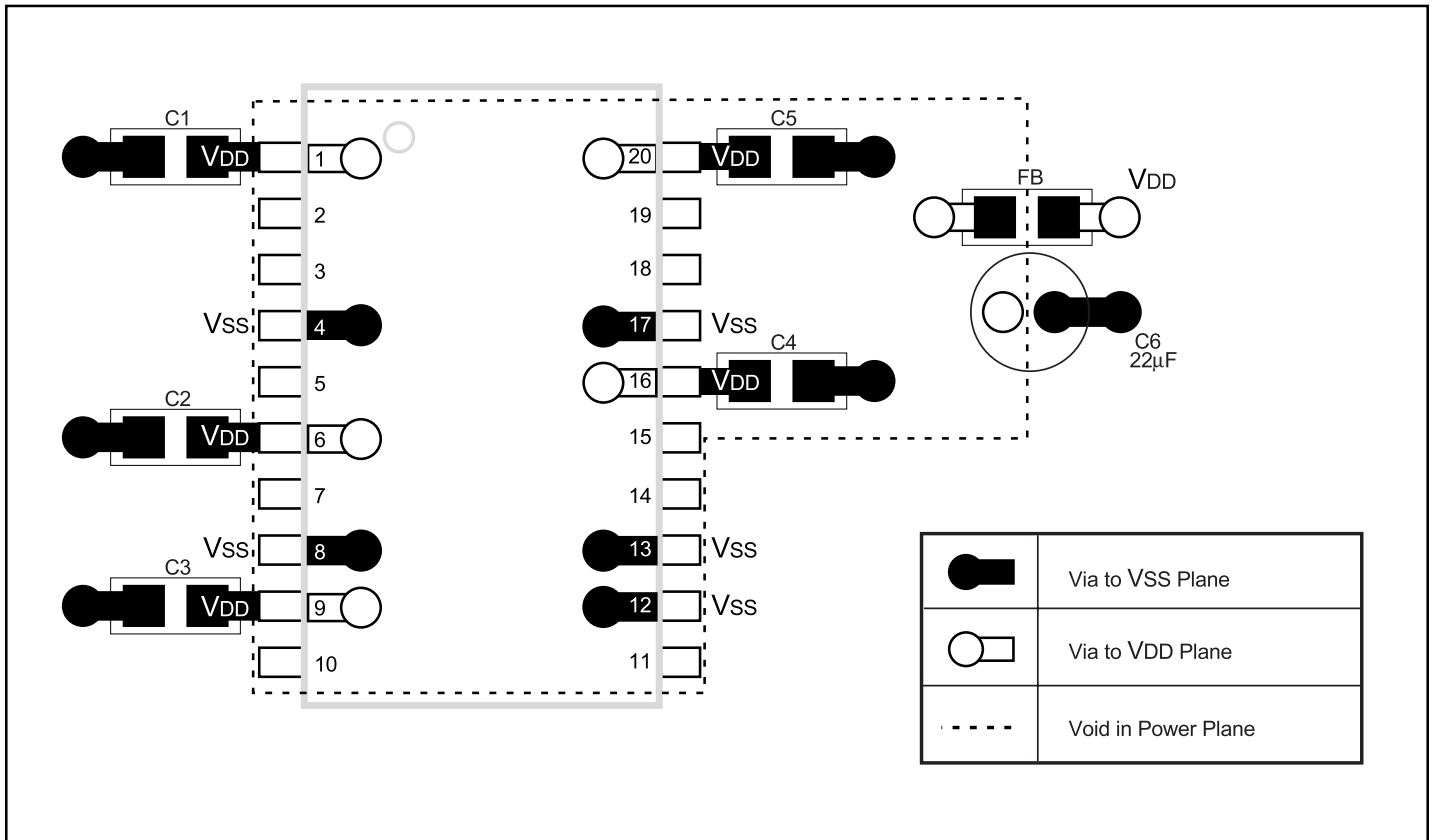 C1
C5
VDD 1 20 VDD
FB VDD
2 19
3 18
VSS 4 17 VSS
C6
22µF
C4
5 16 VDD
C2
VDD 6 15
7 14
VSS 8 13 VSS
C3
VDD 9 12 VSS
10 11
Via to VSS Plane
Via to VDD Plane
Void in Power Plane